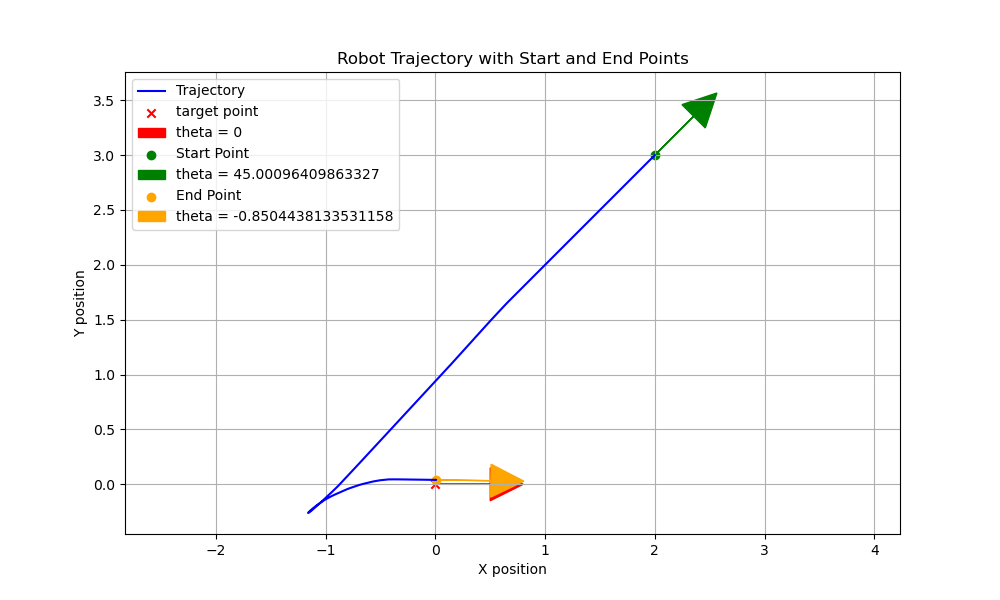 Robot Trajectory with Start and End Points
Trajectory
target point
theta = 0
Start Point
theta = 45.00096409863327
End Point
theta = -0.8504438133531158
Y position
3.5
3.0
2.5
2.0
1.5
1.0
0.5
0.0
−2
−1
0
1
2
3
4
X position